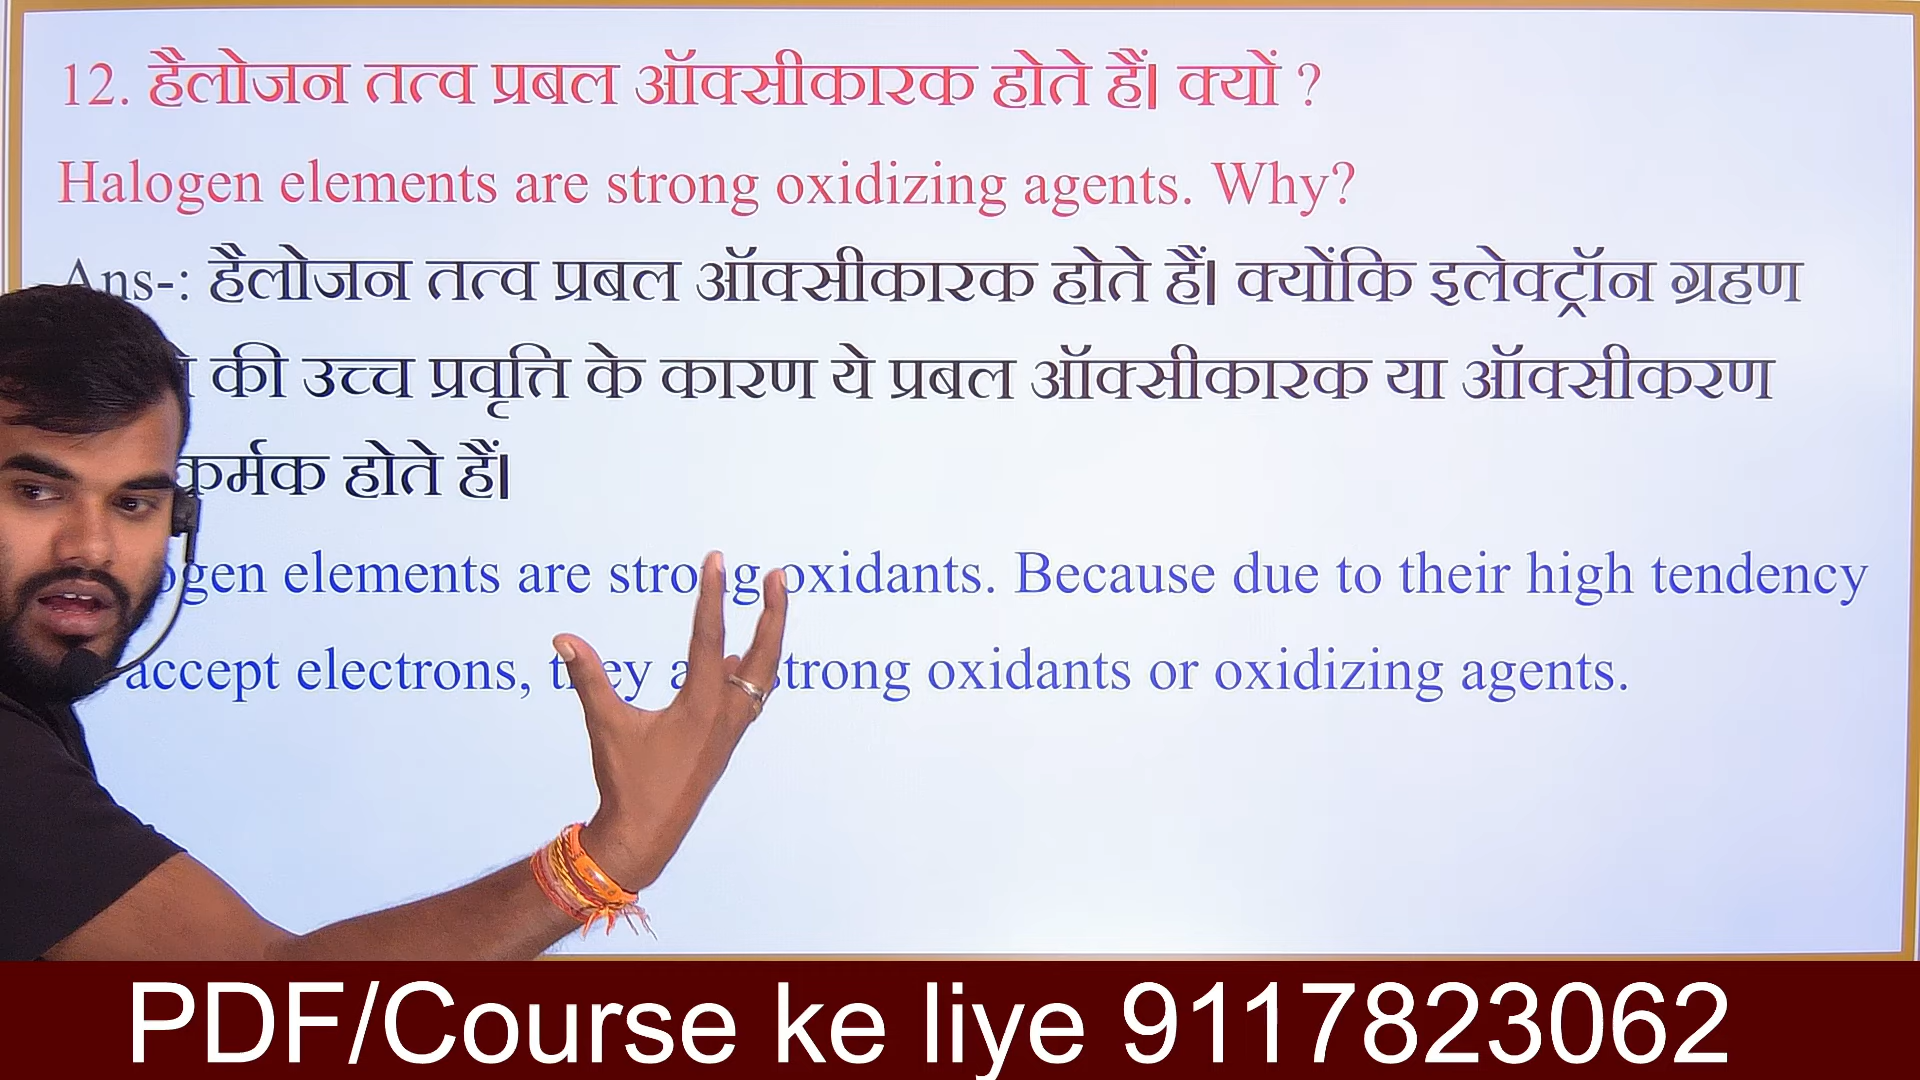 12. हैलोजन तत्व प्रबल ऑक्सीकारक होते हैं। क्यों ?
Halogen elements are strong oxidizing agents. Why?
Ans-: हैलोजन तत्व प्रबल ऑक्सीकारक होते हैं। क्योंकि इलेक्ट्रॉन ग्रहण
की उच्च प्रवृत्ति के कारण ये प्रबल ऑक्सीकारक या ऑक्सीकरण
होते हैं।
elements are strong oxidants. Because due to their high tendency
accept electrons, they strong oxidants or oxidizing agents.
PDF/Course ke liye 9117823062